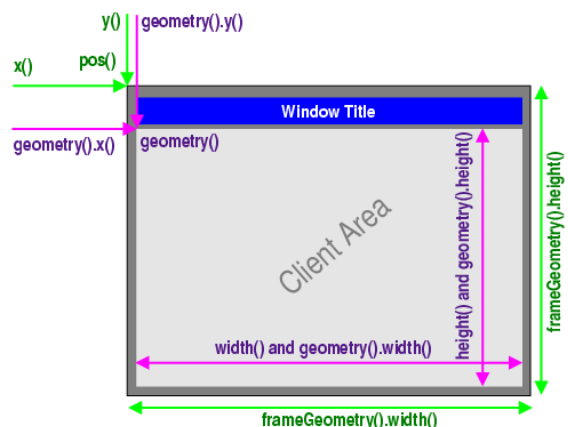 y()
geometry().y()
pos()
x()
Window Title
geometry().x()
geometry()
Client Area
height() and geometry().height()
frameGeometry().height()
width() and geometry().width()
frameGeometry().width()